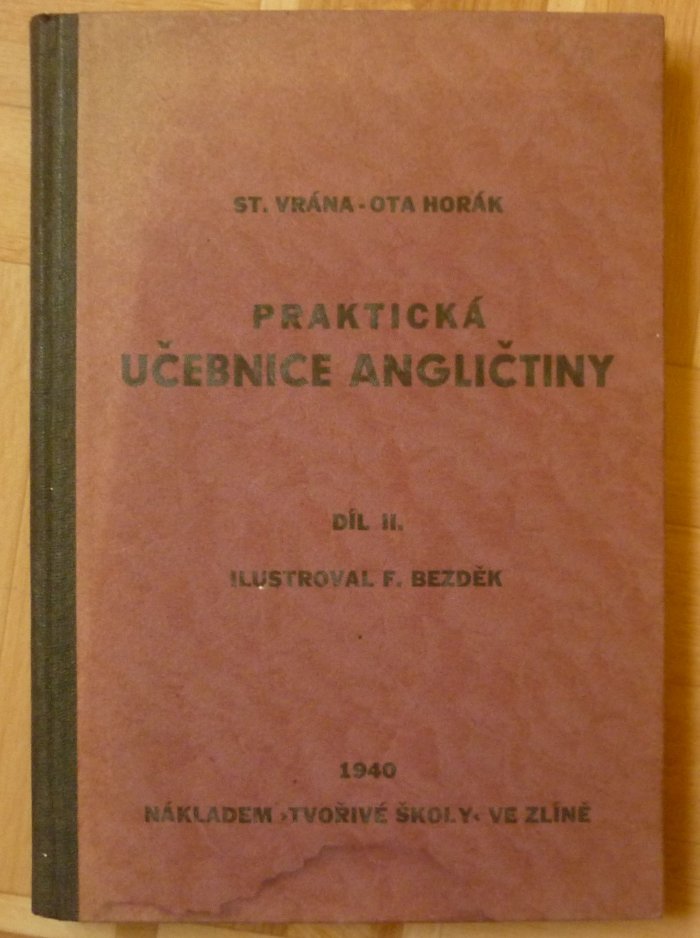 ST. VRÁNA - OTA HORÁK
PRAKTICKÁ
UČEBNICE ANGLIČTINY
DÍL II.
ILUSTROVAL F. BEZDĚK
1940
NÁKLADEM »TVOŘIVÉ ŠKOLY« VE ZLÍNĚ